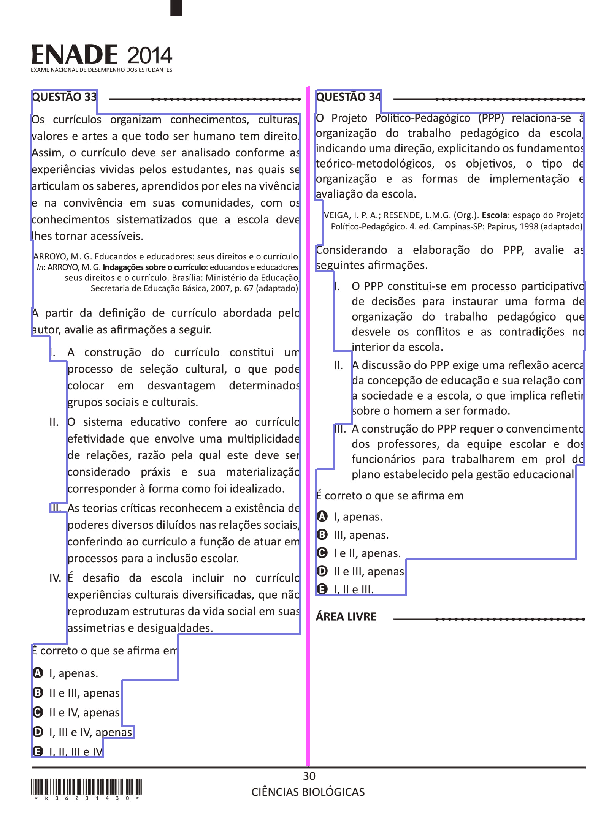 ENADE 2014
EXAME NACIONAL DE DESEMPENHO DOS ESTUDANTES
QUESTÃO 33
Os currículos organizam conhecimentos, culturas,
valores e artes a que todo ser humano tem direito.
Assim, o currículo deve ser analisado conforme as
experiências vividas pelos estudantes, nas quais se
articulam os saberes, aprendidos por eles na vivência
e na convivência em suas comunidades, com os
conhecimentos sistematizados que a escola deve
lhes tornar acessíveis.
ARROYO, M. G. Educandos e educadores: seus direitos e o currículo.
In: ARROYO, M. G. Indagações sobre o currículo: educandos e educadores
seus direitos e o currículo. Brasília: Ministério da Educação,
Secretaria de Educação Básica, 2007, p. 67 (adaptado).
A partir da definição de currículo abordada pelo
autor, avalie as afirmações a seguir.
I. A construção do currículo constitui um
processo de seleção cultural, o que pode
colocar em desvantagem determinados
grupos sociais e culturais.
II. O sistema educativo confere ao currículo
efetividade que envolve uma multiplicidade
de relações, razão pela qual este deve ser
considerado práxis e sua materialização
corresponder à forma como foi idealizado.
III. As teorias críticas reconhecem a existência de
poderes diversos diluídos nas relações sociais,
conferindo ao currículo a função de atuar em
processos para a inclusão escolar.
IV. É desafio da escola incluir no currículo
experiências culturais diversificadas, que não
reproduzam estruturas da vida social em suas
assimetrias e desigualdades.
É correto o que se afirma em
A I, apenas.
B II e III, apenas
C II e IV, apenas
D I, III e IV, apenas
E I, II, III e IV
QUESTÃO 34
O Projeto Político-Pedagógico (PPP) relaciona-se à
organização do trabalho pedagógico da escola,
indicando uma direção, explicitando os fundamentos
teórico-metodológicos, os objetivos, o tipo de
organização e as formas de implementação e
avaliação da escola.
VEIGA, I. P. A.; RESENDE, L.M.G. (Org.). Escola: espaço do Projeto
Político-Pedagógico. 4. ed. Campinas-SP: Papirus, 1998 (adaptado).
Considerando a elaboração do PPP, avalie as
seguintes afirmações.
I. O PPP constitui-se em processo participativo
de decisões para instaurar uma forma de
organização do trabalho pedagógico que
desvele os conflitos e as contradições no
interior da escola.
II. A discussão do PPP exige uma reflexão acerca
da concepção de educação e sua relação com
a sociedade e a escola, o que implica refletir
sobre o homem a ser formado.
III. A construção do PPP requer o convencimento
dos professores, da equipe escolar e dos
funcionários para trabalharem em prol do
plano estabelecido pela gestão educacional.
É correto o que se afirma em
A I, apenas.
B III, apenas.
C I e II, apenas.
D II e III, apenas
E I, II e III.
ÁREA LIVRE
30
CIÊNCIAS BIOLÓGICAS